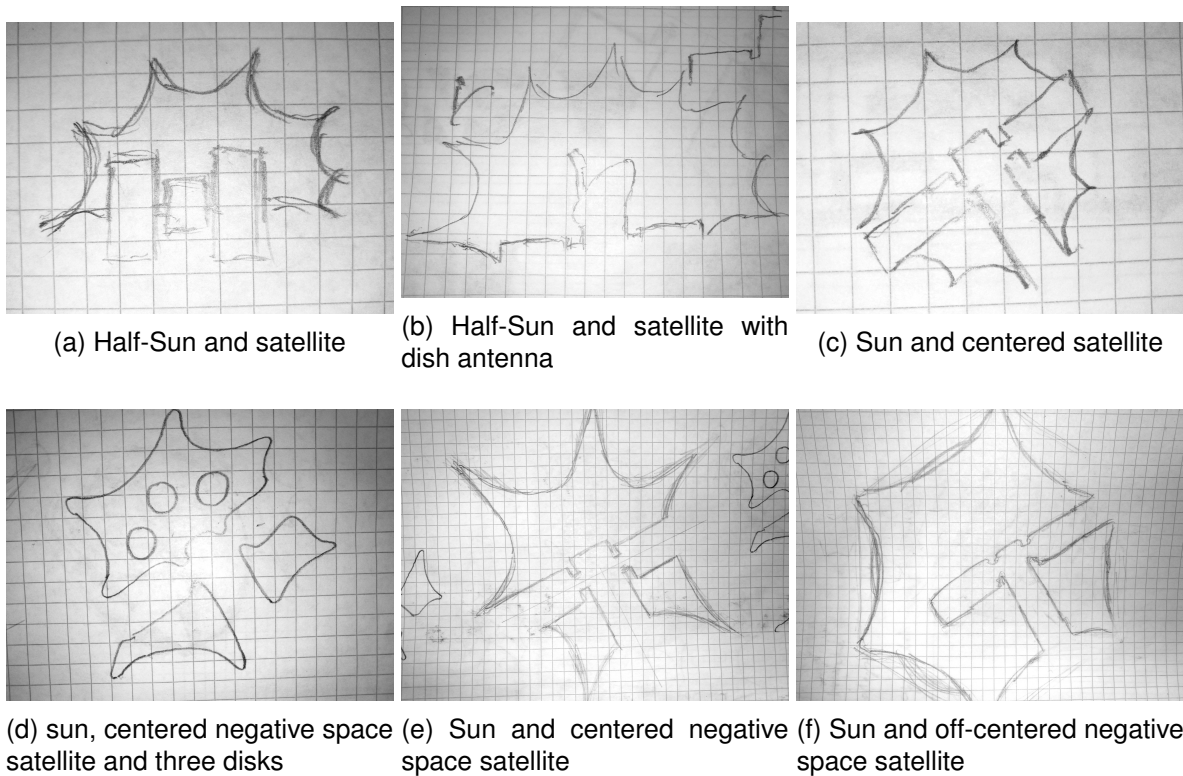 (a) Half-Sun and satellite
(b) Half-Sun and satellite with
dish antenna
(c) Sun and centered satellite
(d) sun, centered negative space
satellite and three disks
(e) Sun and centered negative
space satellite
(f) Sun and off-centered negative
space satellite